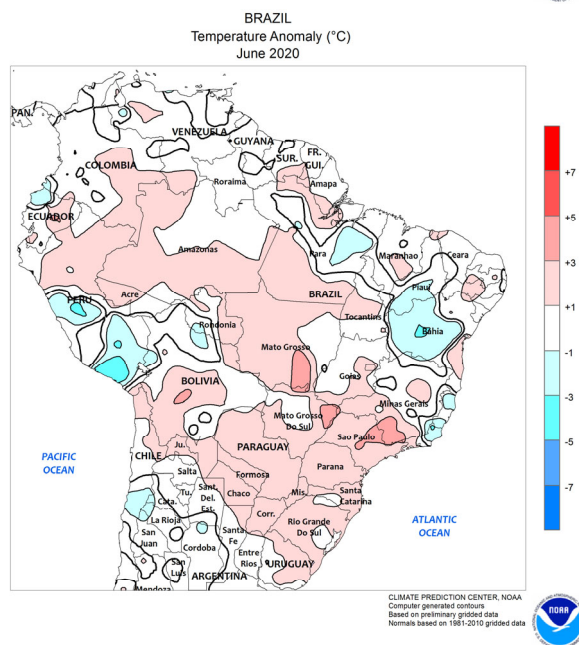 BRAZIL
Temperature Anomaly (°C)
June 2020
PAN.
VENEZUELA
GUYANA
FR.
SUR.
GUI.
COLOMBIA
Roraima
Amapa
ECUADOR
Amazonas
Para
Maranhao
Ceara
Piaui
PERU
Acre
BRAZIL
Tocantins
Rondonia
Bahia
Mato Grosso
Goias
BOLIVIA
Minas Gerais
Mato Grosso
Do Sul
Sao Paulo
PARAGUAY
Ju.
CHILE
Parana
PACIFIC
OCEAN
Salta
Formosa
Tu.
Sant.
Del.
Est.
Chaco
Mis.
Santa
Catarina
Cata.
Corr.
La Rioja
Rio Grande
Do Sul
ATLANTIC
OCEAN
San
Juan
Santa
Fe
Cordoba
Entre
Rios
URUGUAY
San
Luis
ARGENTINA
Mendoza
+7
+5
+3
+1
-1
-3
-5
-7
CLIMATE PREDICTION CENTER, NOAA
Computer generated contours
Based on preliminary gridded data
Normals based on 1981-2010 gridded data
NOAA